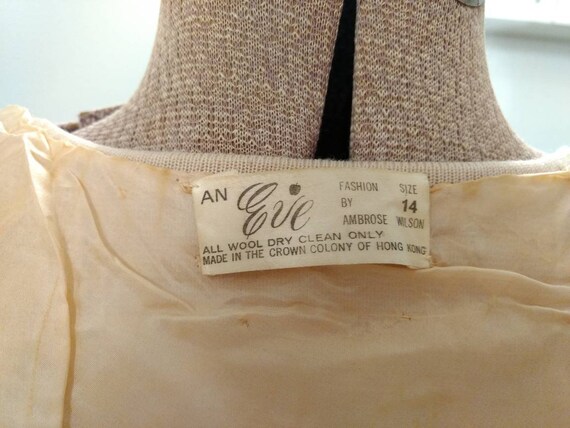 AN Eve FASHION SIZE
BY 14
AMBROSE WILSON
ALL WOOL DRY CLEAN ONLY
MADE IN THE CROWN COLONY OF HONG KONG